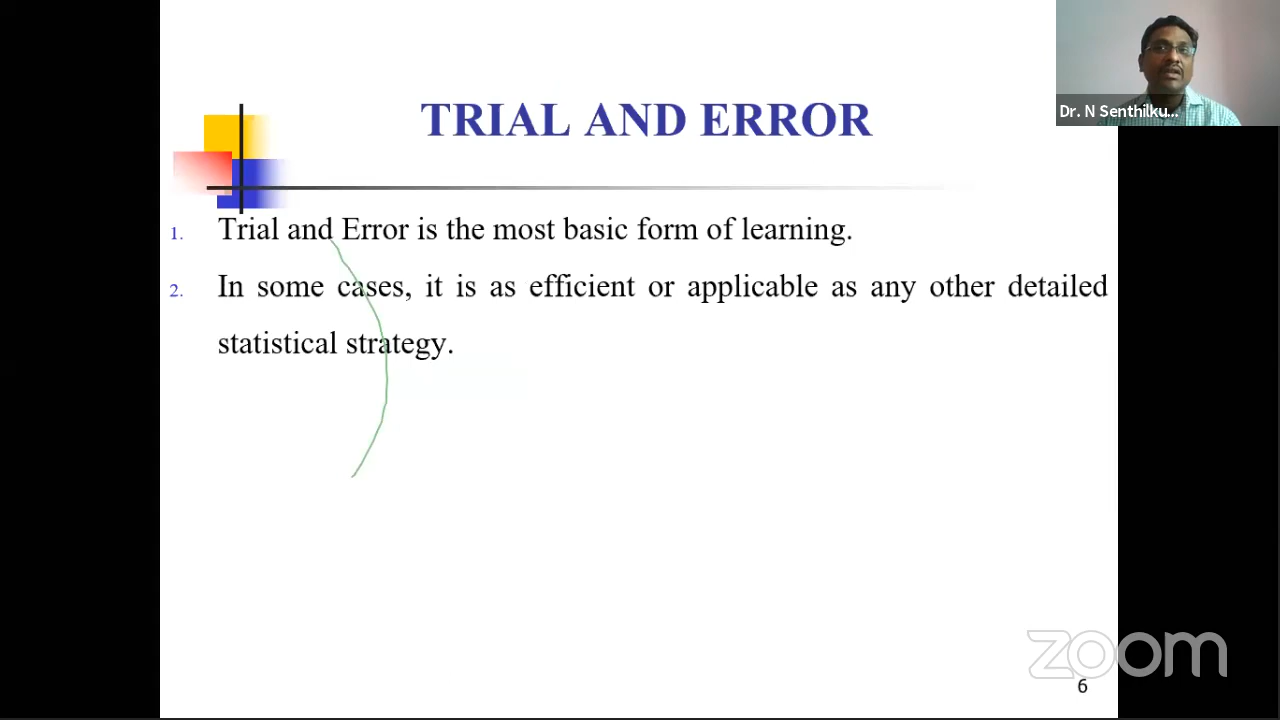 TRIAL AND ERROR
Dr. N Senthilku...
1. Trial and Error is the most basic form of learning.
2. In some cases, it is as efficient or applicable as any other detailed
statistical strategy.
zoom
6